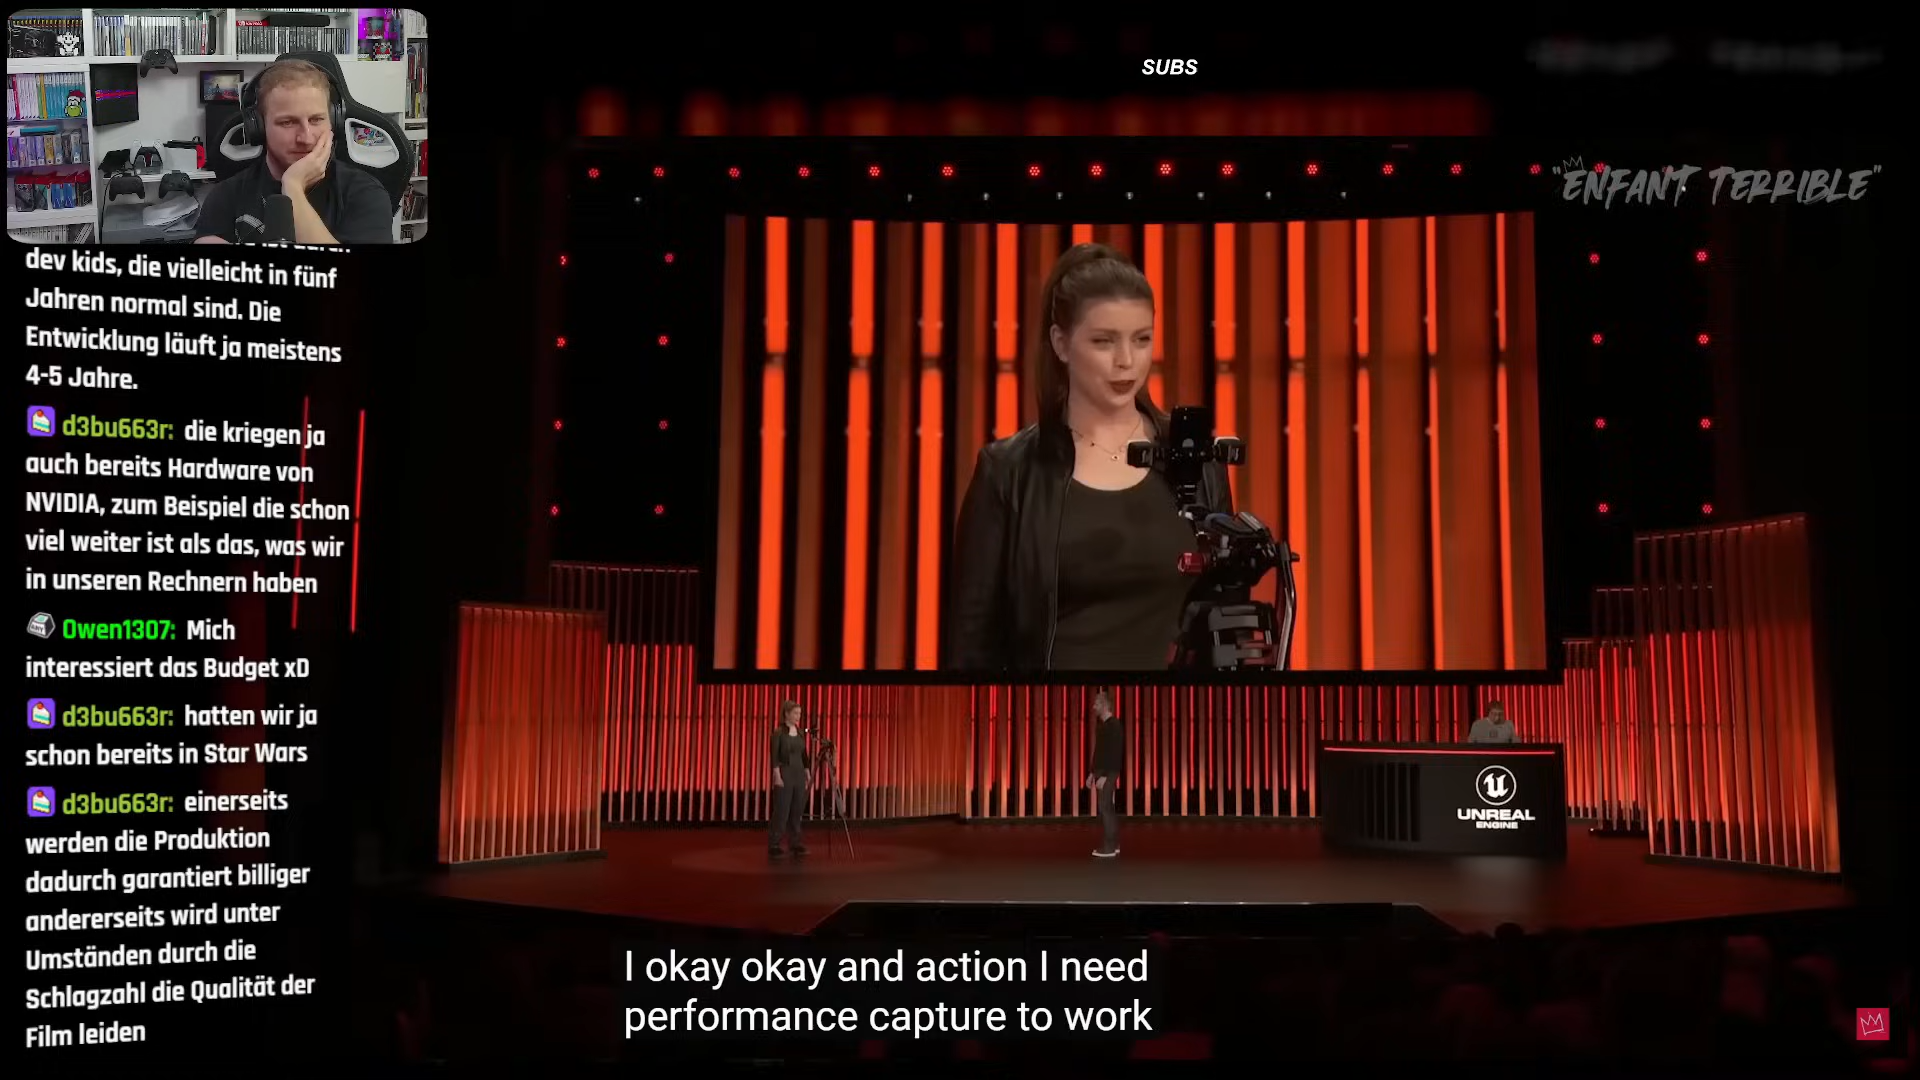 SUBS
"ENFANT TERRIBLE"
dev kids, die vielleicht in fünf
Jahren normal sind. Die
Entwicklung läuft ja meistens
4-5 Jahre.
d3bu663r: die kriegen ja
auch bereits Hardware von
NVIDIA, zum Beispiel die schon
viel weiter ist als das, was wir
in unseren Rechnern haben
Owen1307: Mich
interessiert das Budget xD
d3bu663r: hatten wir ja
schon bereits in Star Wars
d3bu663r: einerseits
werden die Produktion
dadurch garantiert billiger
andererseits wird unter
Umständen durch die
Schlagzahl die Qualität der
Film leiden
UNREAL
ENGINE
I okay okay and action I need
performance capture to work